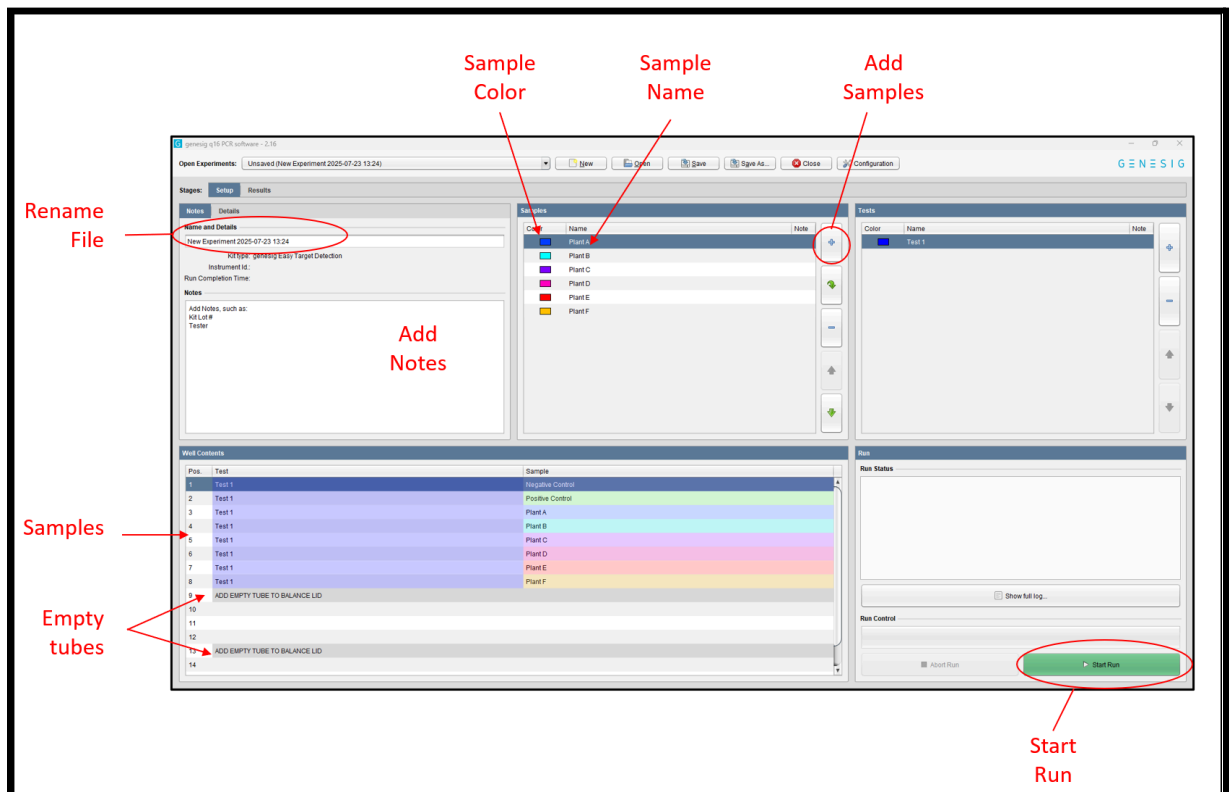 Sample
Color
Sample
Name
Add
Samples
genesig q16 PCR software - 2.16
Open Experiments: Unsaved (New Experiment 2025-07-23 13:24) New Open Save Save As... Close Configuration GENESIG
Stages: Setup Results
Rename
File
Notes Details
Name and Details
New Experiment 2025-07-23 13:24
Kit type: genesig Easy Target Detection
Instrument Id.:
Run Completion Time:
Notes
Add Notes, such as:
Kit Lot #
Tester
Add
Notes
Samples
Color Name Note
Plant A
Plant B
Plant C
Plant D
Plant E
Plant F
Tests
Color Name Note
Test 1
Samples
Empty
tubes
Well Contents
Pos. Test Sample
1 Test 1 Negative Control
2 Test 1 Positive Control
3 Test 1 Plant A
4 Test 1 Plant B
5 Test 1 Plant C
6 Test 1 Plant D
7 Test 1 Plant E
8 Test 1 Plant F
9 ADD EMPTY TUBE TO BALANCE LID
10
11
12
13 ADD EMPTY TUBE TO BALANCE LID
14
Run
Run Status
Show full log...
Run Control
Abort Run Start Run
Start
Run